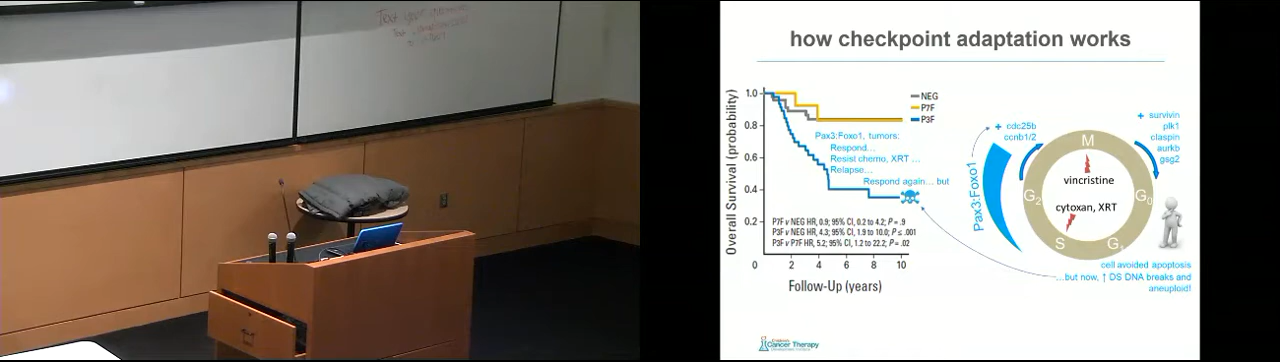 how checkpoint adaptation works
Overall Survival (probability)
1.0
0.8
0.6
0.4
0.2
0
2
4
6
8
10
Follow-Up (years)
NEG
P7F
P3F
Pax3:Foxo1, tumors:
Respond...
Resist chemo, XRT ...
Relapse...
Respond again... but
P7F v NEG HR, 0.9; 95% CI, 0.2 to 4.2; P = .9
P3F v NEG HR, 4.3; 95% CI, 1.9 to 10.0; P ≤ .001
P3F v P7F HR, 5.2; 95% CI, 1.2 to 22.2; P = .02
Pax3:Foxo1
+ cdc25b
ccnb1/2
+ survivin
plk1
claspin
aurkb
gsg2
M
G2
G0
S
G1
vincristine
cytoxan, XRT
cell avoided apoptosis
...but now, ↑ DS DNA breaks and
aneuploid!
Children's
Cancer Therapy